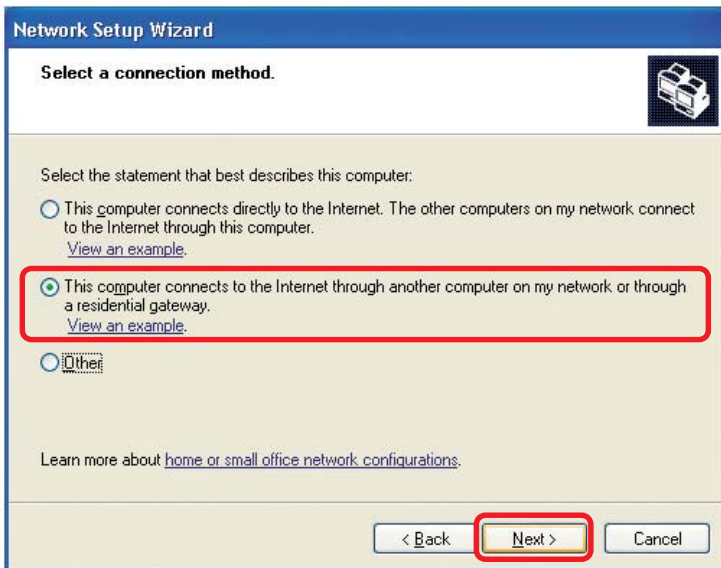 Network Setup Wizard
Select a connection method.
Select the statement that best describes this computer:
This computer connects directly to the Internet. The other computers on my network connect
to the Internet through this computer.
View an example.
This computer connects to the Internet through another computer on my network or through
a residential gateway.
View an example.
Other
Learn more about home or small office network configurations.
< Back
Next >
Cancel